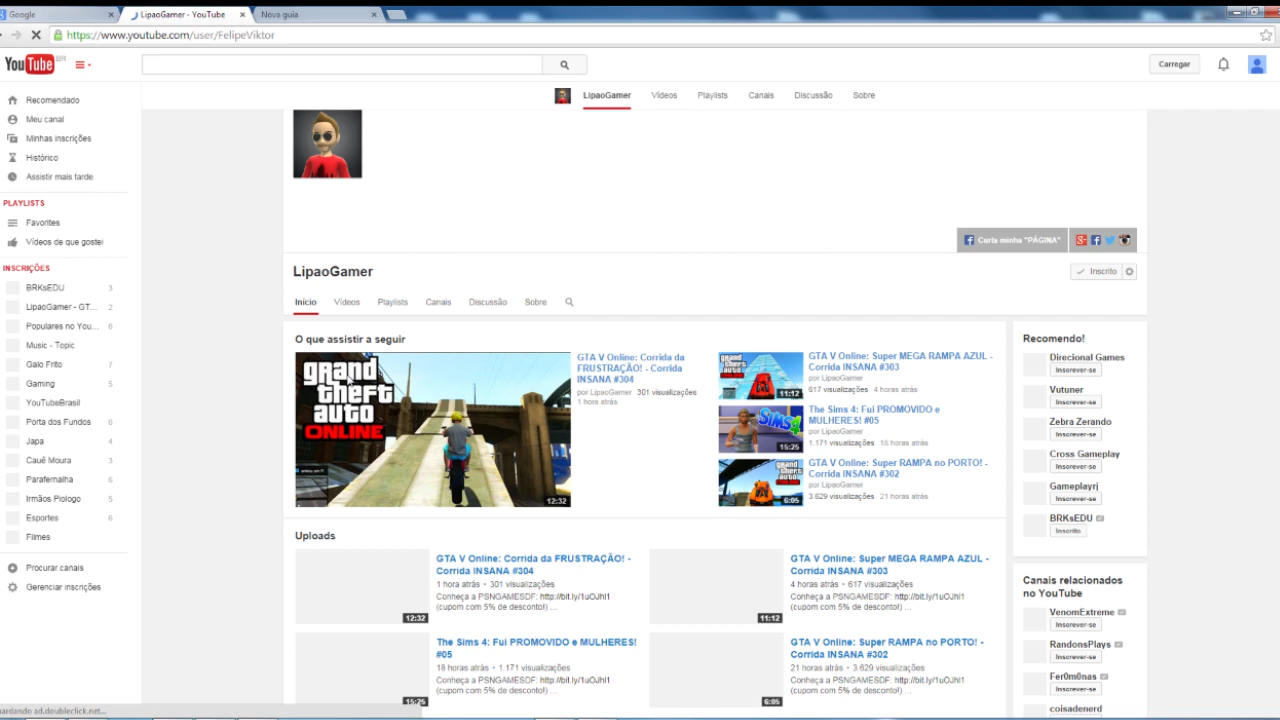 Google
LipaoGamer - YouTube
Nova guia
https://www.youtube.com/user/FelipeViktor
YouTube BR
Carregar
LipaoGamer
Vídeos
Playlists
Canais
Discussão
Sobre
Recomendado
Meu canal
Minhas inscrições
Histórico
Assistir mais tarde
PLAYLISTS
Favorites
Vídeos de que gostei
INSCRIÇÕES
BRKsEDU 3
LipaoGamer - GT... 2
Populares no You... 6
Music - Topic
Galo Frito 7
Gaming 5
YouTubeBrasil
Porta dos Fundos 8
Japa 4
Cauê Moura 3
Parafernalha 6
Irmãos Piologo 5
Esportes 6
Filmes
Procurar canais
Gerenciar inscrições
Curta minha "PÁGINA"
LipaoGamer
Inscrito
Início
Vídeos
Playlists
Canais
Discussão
Sobre
O que assistir a seguir
grand
theft
auto
ONLINE
12:32
GTA V Online: Corrida da
FRUSTRAÇÃO! - Corrida
INSANA #304
por LipaoGamer 301 visualizações
1 hora atrás
11:12
GTA V Online: Super MEGA RAMPA AZUL -
Corrida INSANA #303
por LipaoGamer
617 visualizações 4 horas atrás
SIMS4
15:25
The Sims 4: Fui PROMOVIDO e
MULHERES! #05
por LipaoGamer
1.171 visualizações 18 horas atrás
6:05
GTA V Online: Super RAMPA no PORTO! -
Corrida INSANA #302
por LipaoGamer
3.629 visualizações 21 horas atrás
Uploads
12:32
GTA V Online: Corrida da FRUSTRAÇÃO! -
Corrida INSANA #304
1 hora atrás • 301 visualizações
Conheça a PSNGAMESDF: http://bit.ly/1uOJhl1
(cupom com 5% de desconto!) ...
11:12
GTA V Online: Super MEGA RAMPA AZUL -
Corrida INSANA #303
4 horas atrás • 617 visualizações
Conheça a PSNGAMESDF: http://bit.ly/1uOJhl1
(cupom com 5% de desconto!) ...
15:25
The Sims 4: Fui PROMOVIDO e MULHERES!
#05
18 horas atrás • 1.171 visualizações
Conheça a PSNGAMESDF: http://bit.ly/1uOJhl1
(cupom com 5% de desconto!) ...
6:05
GTA V Online: Super RAMPA no PORTO! -
Corrida INSANA #302
21 horas atrás • 3.629 visualizações
Conheça a PSNGAMESDF: http://bit.ly/1uOJhl1
(cupom com 5% de desconto!) ...
Recomendo!
Direcional Games
Inscrever-se
Vutuner
Inscrever-se
Zebra Zerando
Inscrever-se
Cross Gameplay
Inscrever-se
Gameplayrj
Inscrever-se
BRKsEDU
Inscrito
Canais relacionados
no YouTube
VenomExtreme
Inscrever-se
RandonsPlays
Inscrever-se
Fer0m0nas
Inscrever-se
coisadenerd
uardando ad.doubleclick.net...